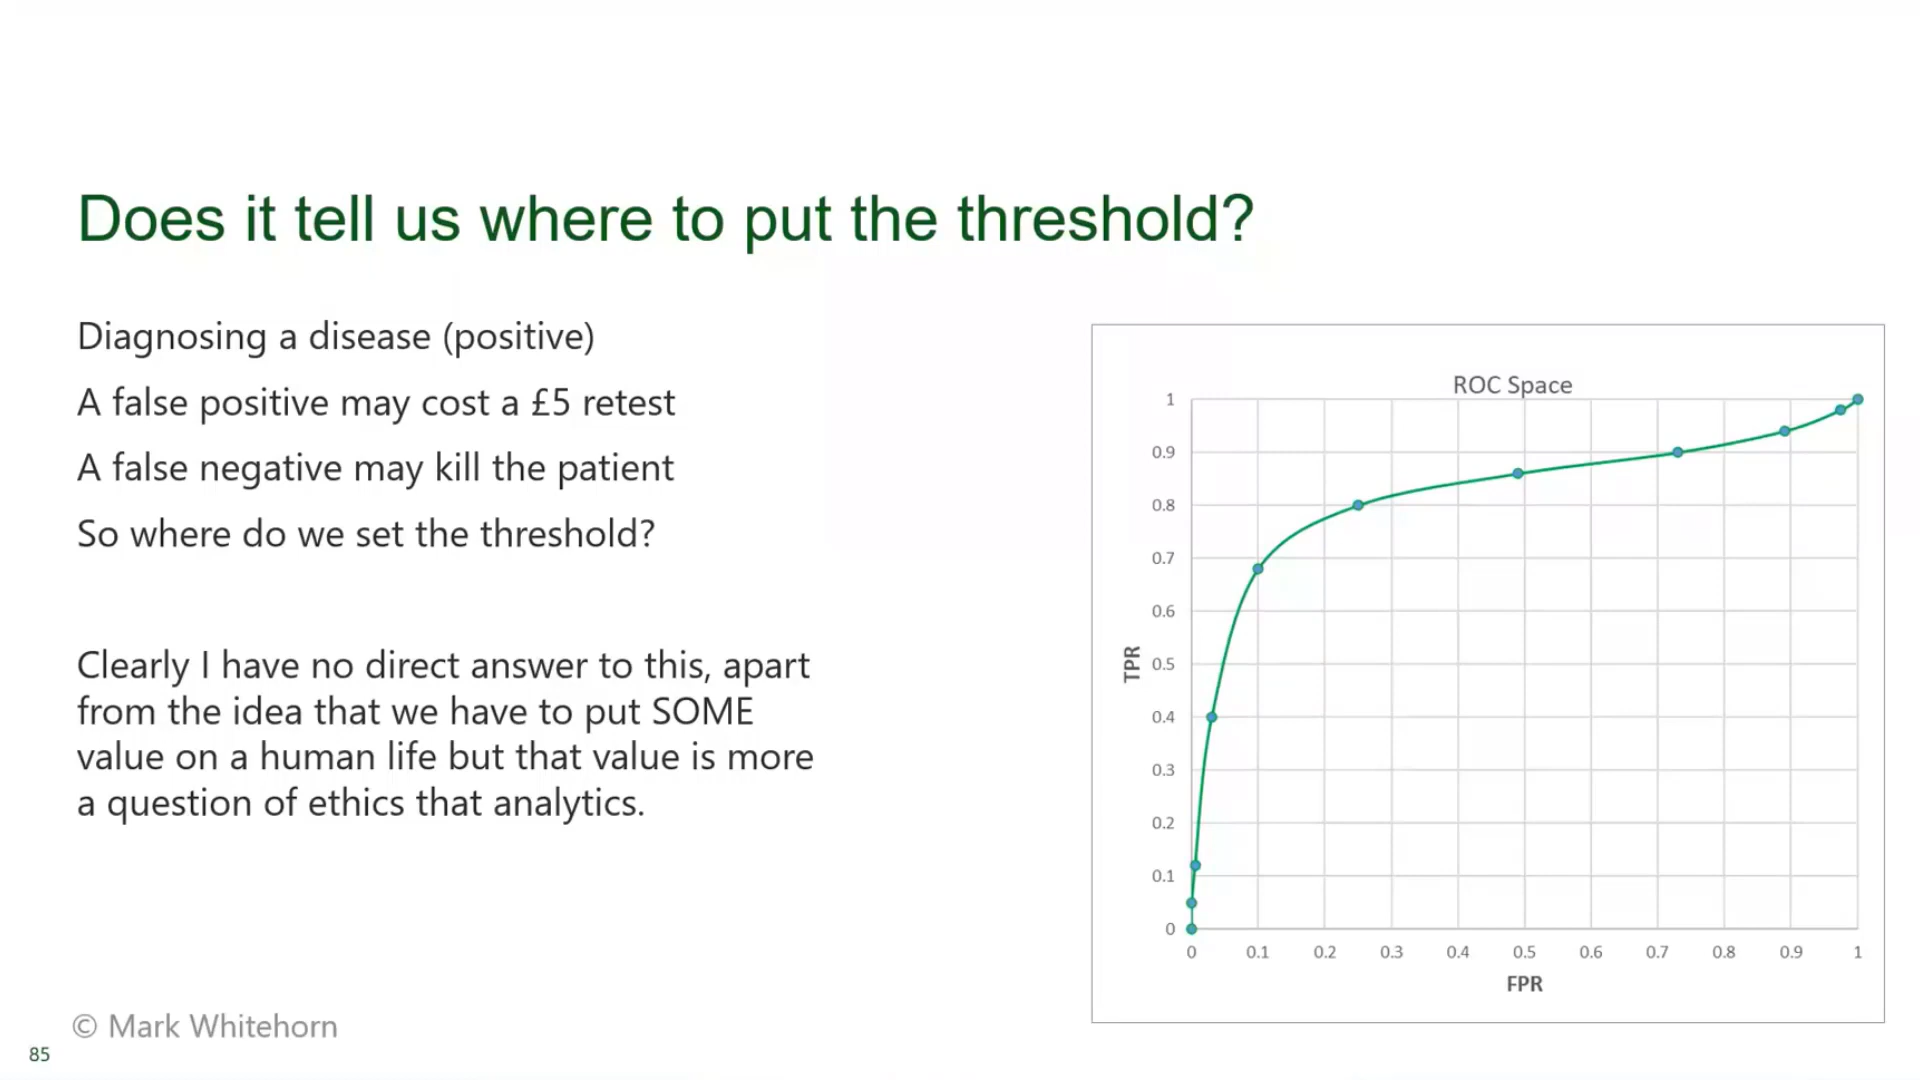 Does it tell us where to put the threshold?
Diagnosing a disease (positive)
A false positive may cost a £5 retest
A false negative may kill the patient
So where do we set the threshold?
Clearly I have no direct answer to this, apart
from the idea that we have to put SOME
value on a human life but that value is more
a question of ethics that analytics.
ROC Space
1
0.9
0.8
0.7
0.6
0.5
0.4
0.3
0.2
0.1
0
TPR
0 0.1 0.2 0.3 0.4 0.5 0.6 0.7 0.8 0.9 1
FPR
© Mark Whitehorn
85